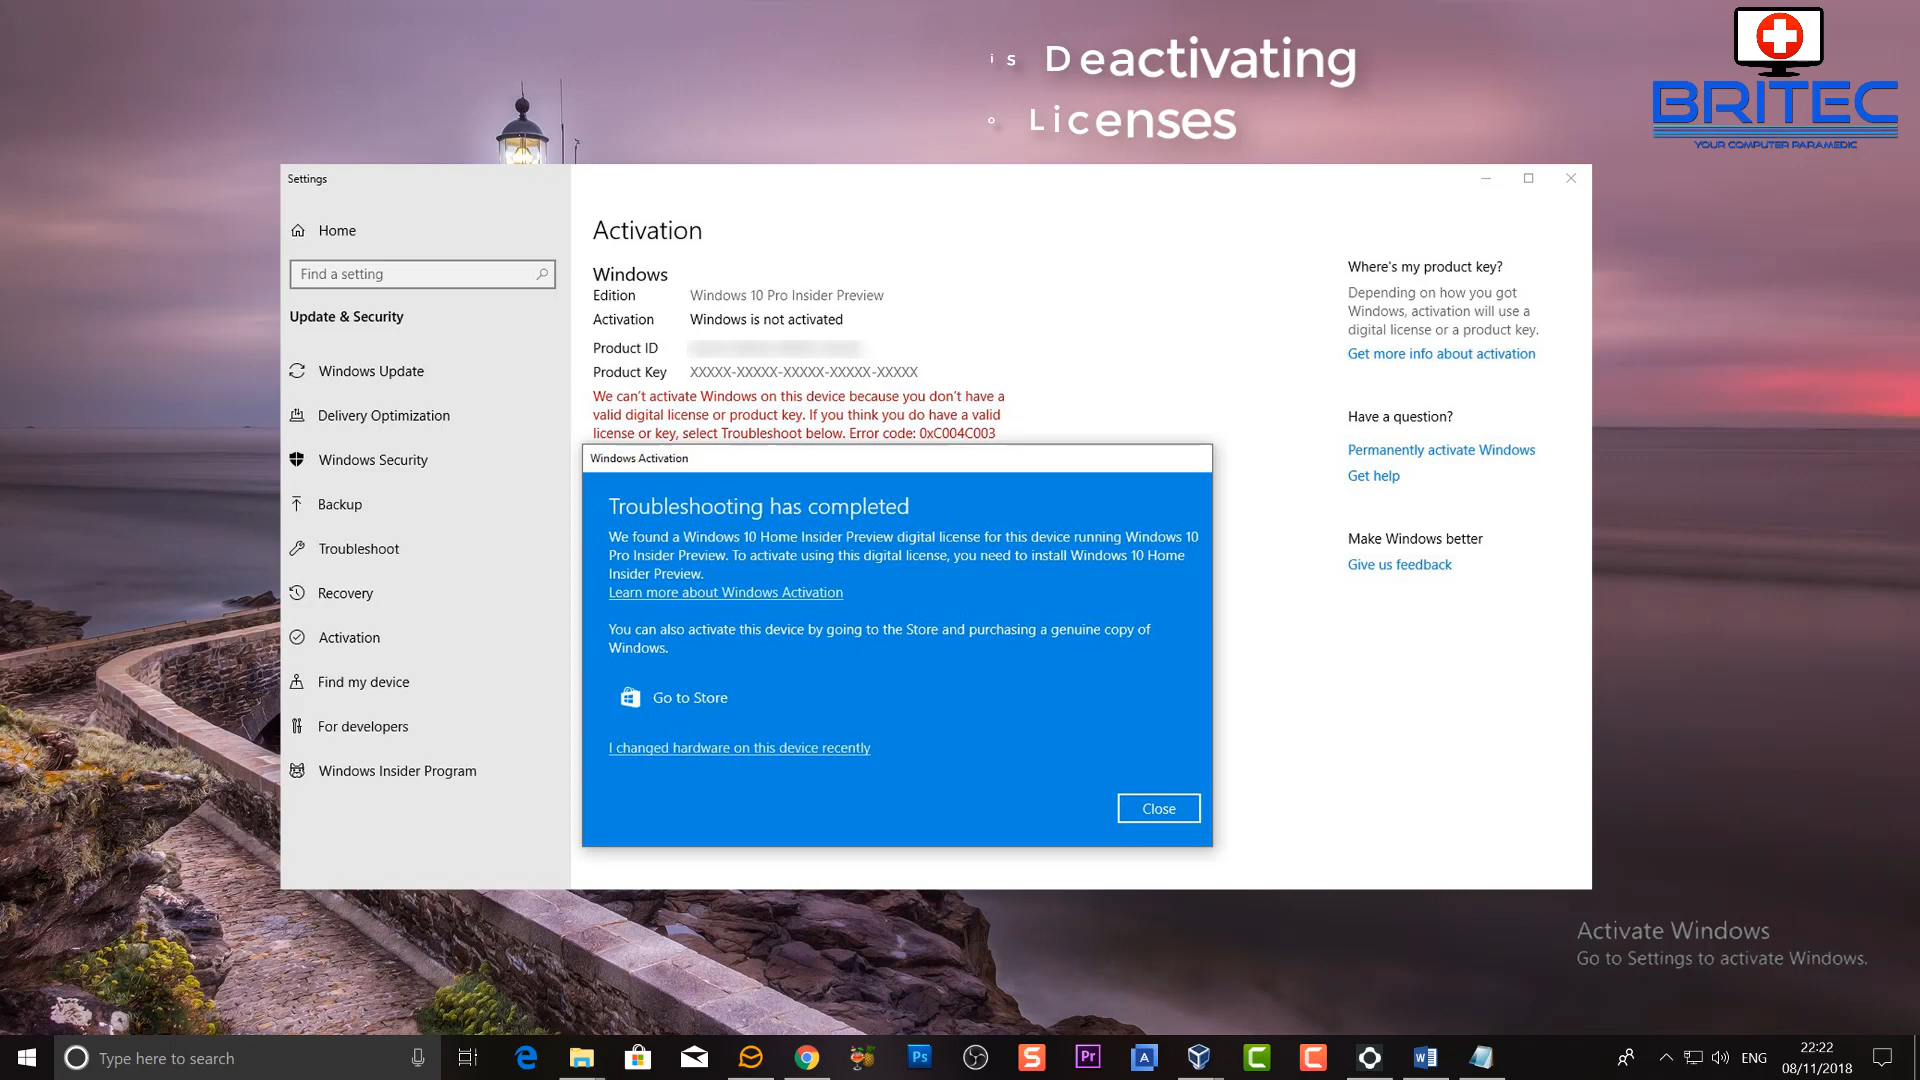 is Deactivating
Licenses
BRITEC
YOUR COMPUTER PARAMEDIC
Settings
Home
Find a setting
Update & Security
Windows Update
Delivery Optimization
Windows Security
Backup
Troubleshoot
Recovery
Activation
Find my device
For developers
Windows Insider Program
Activation
Windows
Edition Windows 10 Pro Insider Preview
Activation Windows is not activated
Product ID
Product Key XXXXX-XXXXX-XXXXX-XXXXX-XXXXX
We can't activate Windows on this device because you don't have a
valid digital license or product key. If you think you do have a valid
license or key, select Troubleshoot below. Error code: 0xC004C003
Windows Activation
Troubleshooting has completed
We found a Windows 10 Home Insider Preview digital license for this device running Windows 10
Pro Insider Preview. To activate using this digital license, you need to install Windows 10 Home
Insider Preview.
Learn more about Windows Activation
You can also activate this device by going to the Store and purchasing a genuine copy of
Windows.
Go to Store
I changed hardware on this device recently
Close
Where's my product key?
Depending on how you got
Windows, activation will use a
digital license or a product key.
Get more info about activation
Have a question?
Permanently activate Windows
Get help
Make Windows better
Give us feedback
Activate Windows
Go to Settings to activate Windows.
Type here to search
Ps
S
Pr
A
C
C
W
ENG
22:22
08/11/2018